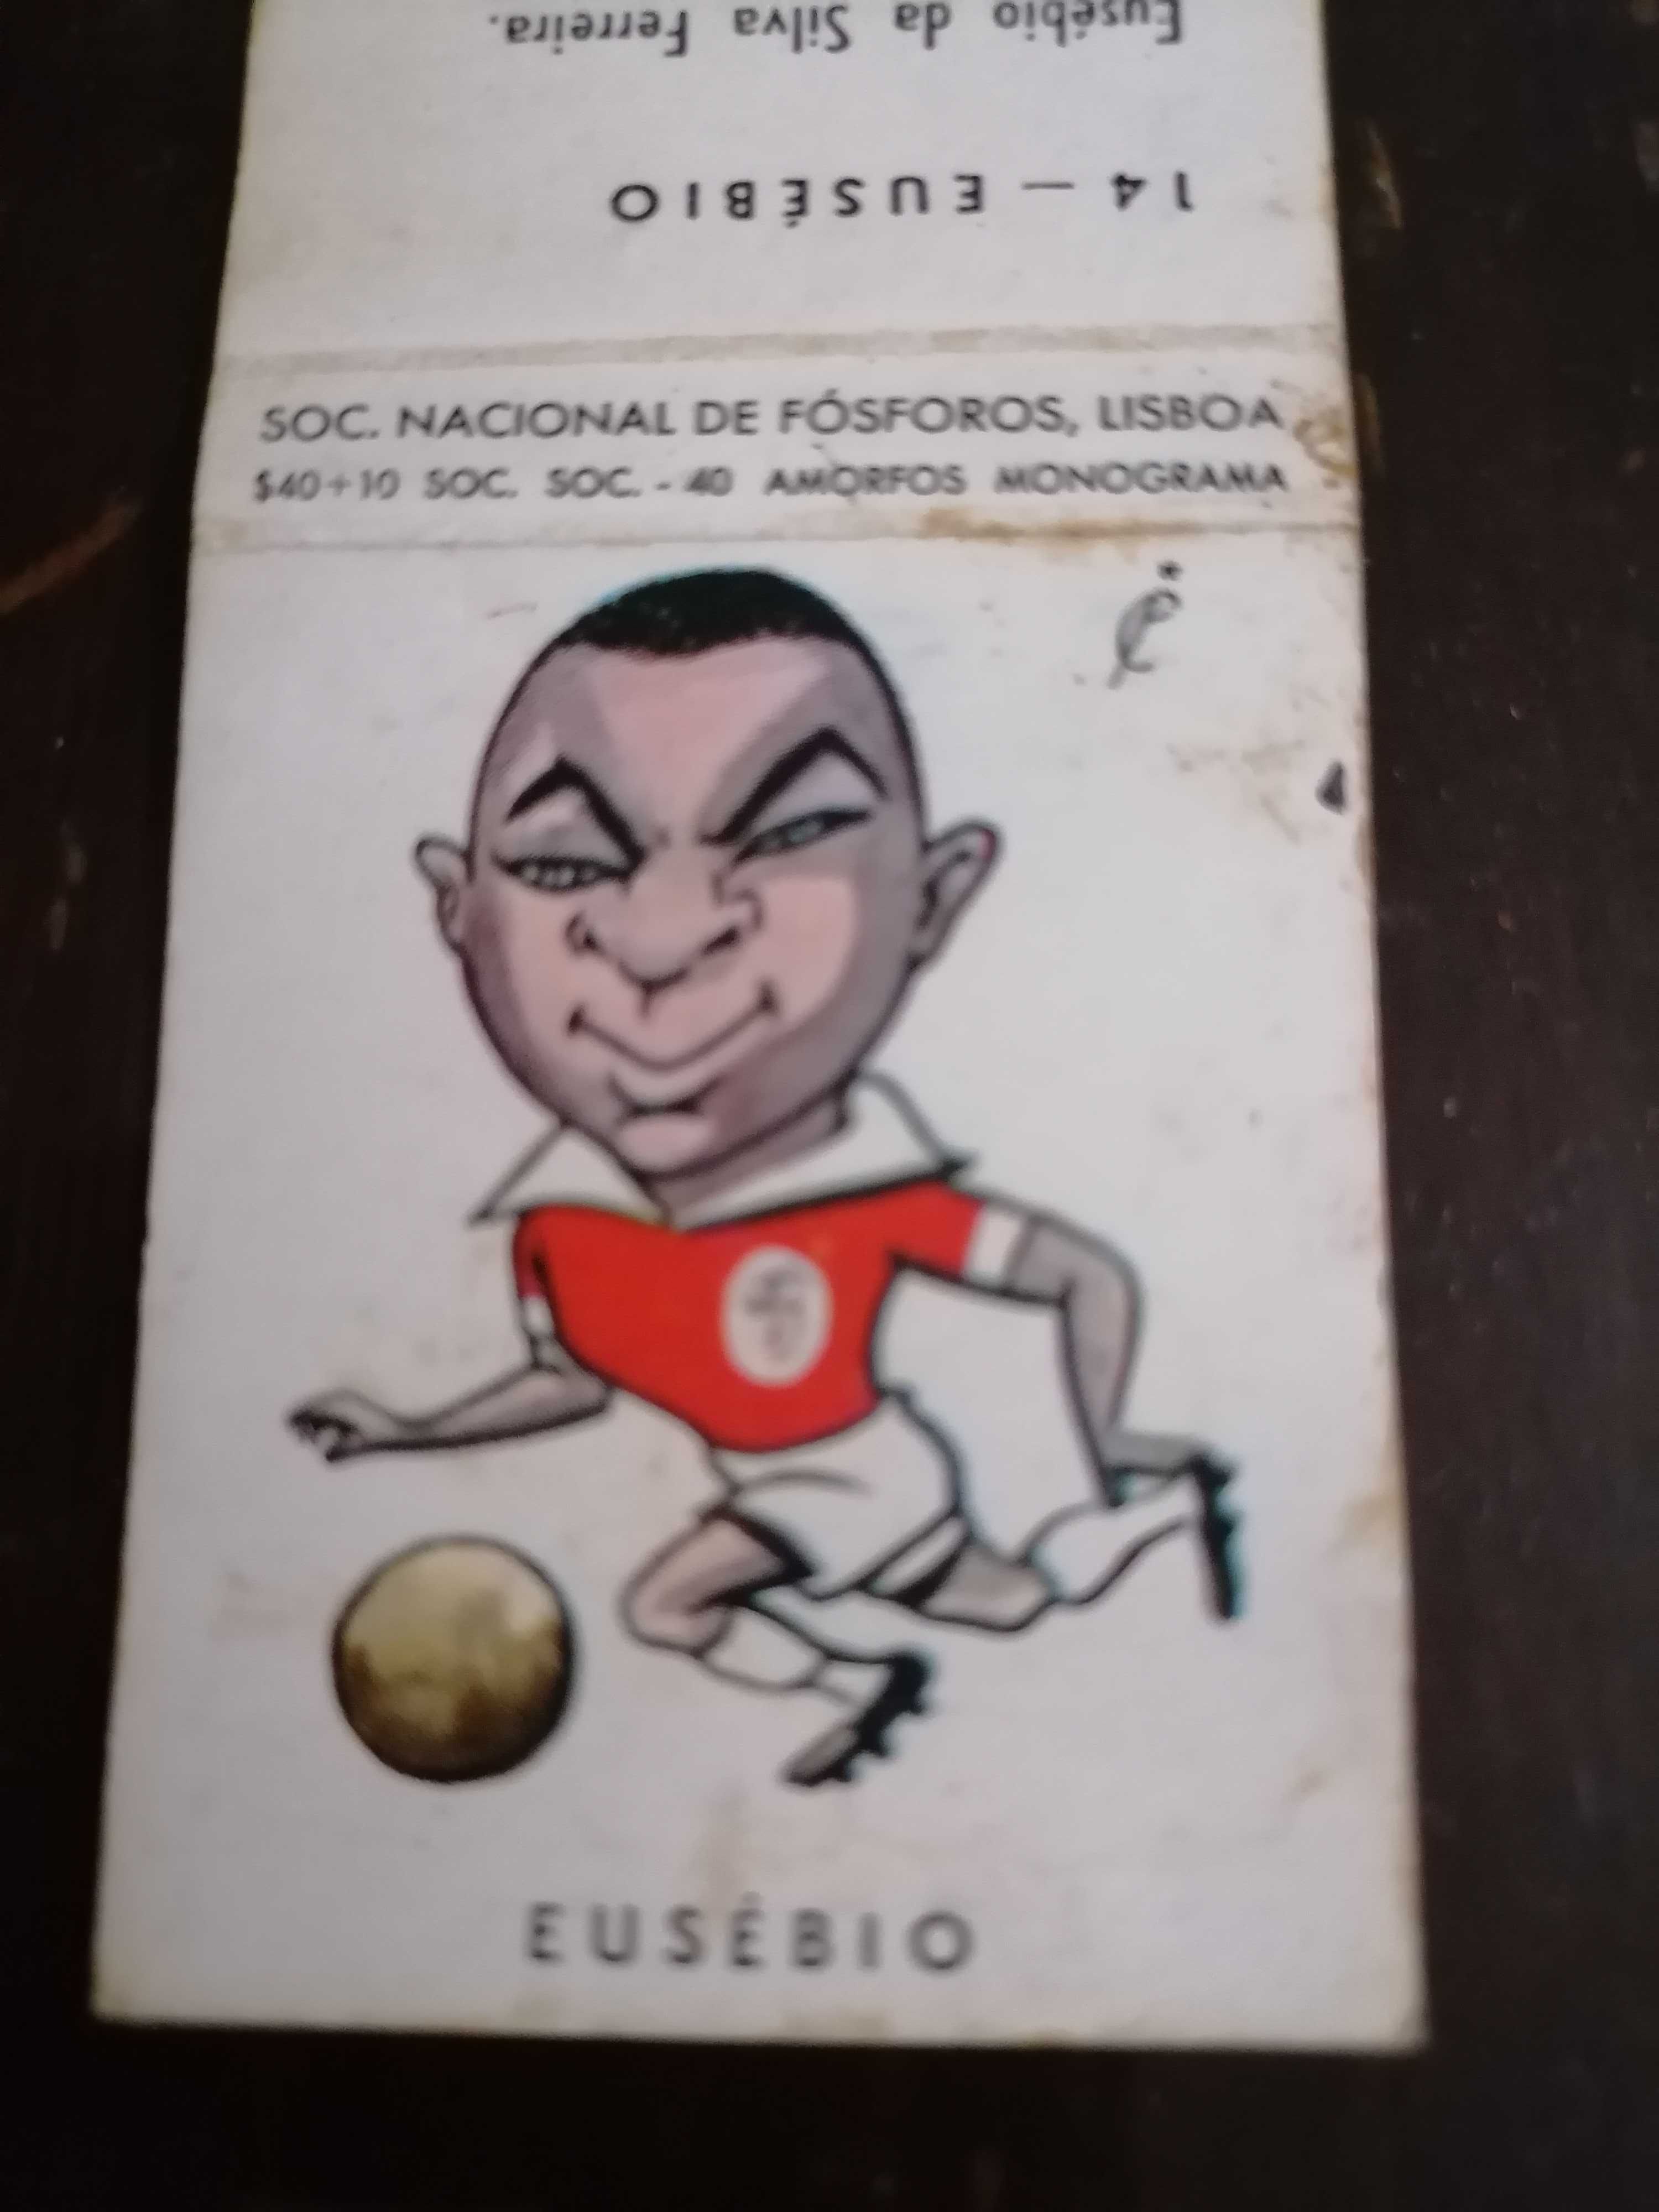 Eusébio da Silva Ferreira.
14 — EUSÉBIO
SOC. NACIONAL DE FÓSFOROS, LISBOA
$40+10 SOC. SOC. - 40 AMORFOS MONOGRAMA
EUSÉBIO